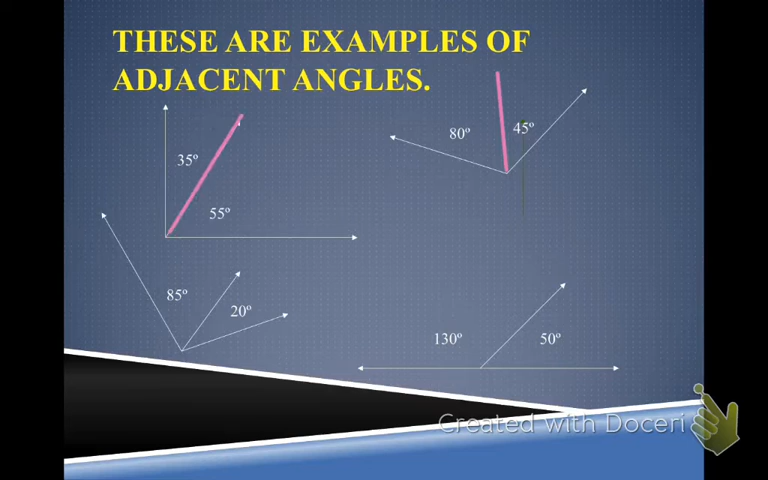 THESE ARE EXAMPLES OF
ADJACENT ANGLES.
80º 45º
35º
55º
85º
20º
130º 50º
Created with Doceri